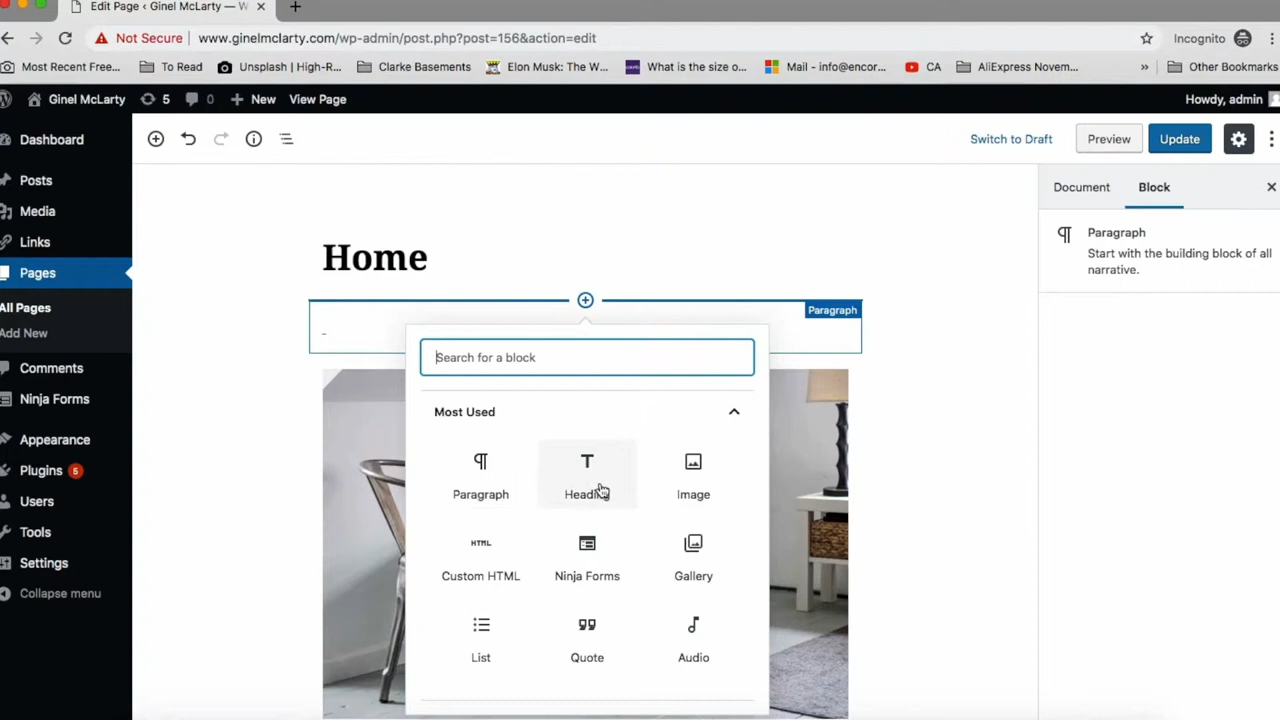 Edit Page ‹ Ginel McLarty — W
Not Secure www.ginelmclarty.com/wp-admin/post.php?post=156&action=edit Incognito
Most Recent Free... To Read Unsplash | High-R... Clarke Basements Elon Musk: The W... What is the size o... Mail - info@encor... CA AliExpress Novem... » Other Bookmarks
Ginel McLarty 5 0 New View Page Howdy, admin
Dashboard
Switch to Draft Preview Update
Posts
Media
Links
Pages
All Pages
Add New
Comments
Ninja Forms
Appearance
Plugins 5
Users
Tools
Settings
Collapse menu
Home
Paragraph
-
Search for a block
Most Used
Paragraph Heading Image
HTML
Custom HTML Ninja Forms Gallery
List Quote Audio
Document Block
Paragraph
Start with the building block of all
narrative.